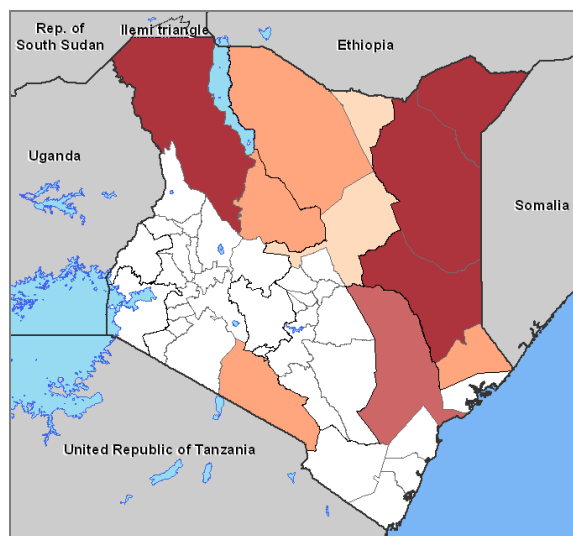 Rep. of
South Sudan
Ilemi triangle
Ethiopia
Uganda
Somalia
United Republic of Tanzania